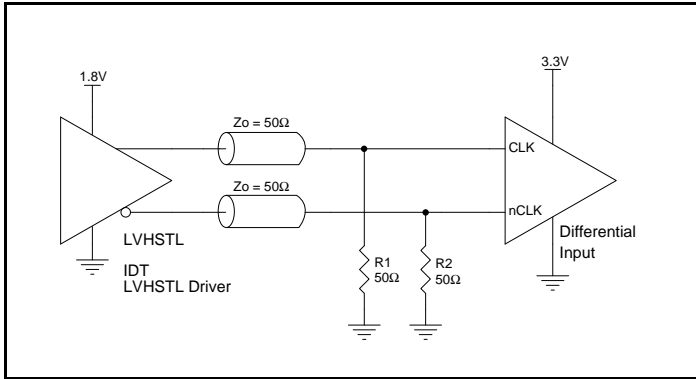 3.3V
1.8V
Zo = 50Ω
CLK
Zo = 50Ω
nCLK
LVHSTL
Differential
Input
IDT
LVHSTL Driver
R1
50Ω
R2
50Ω